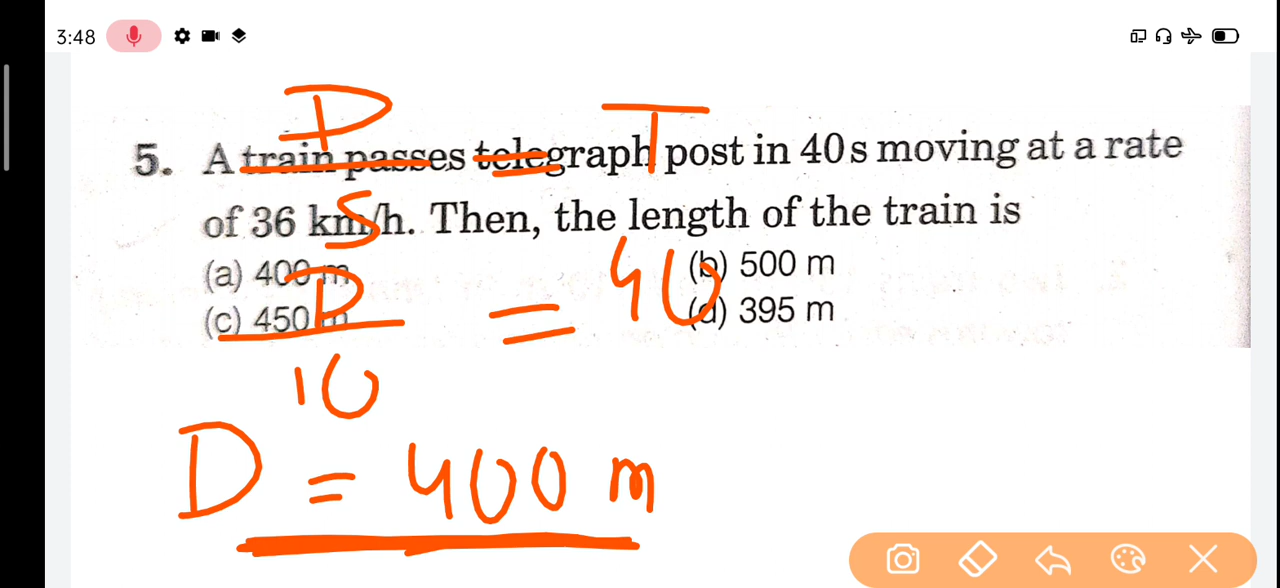 3:48
D T
5. A train passes telegraph post in 40 s moving at a rate
S
of 36 km/h. Then, the length of the train is
(a) 400 m (b) 500 m
(c) 450 m (d) 395 m
D = 40
10
D = 400 m